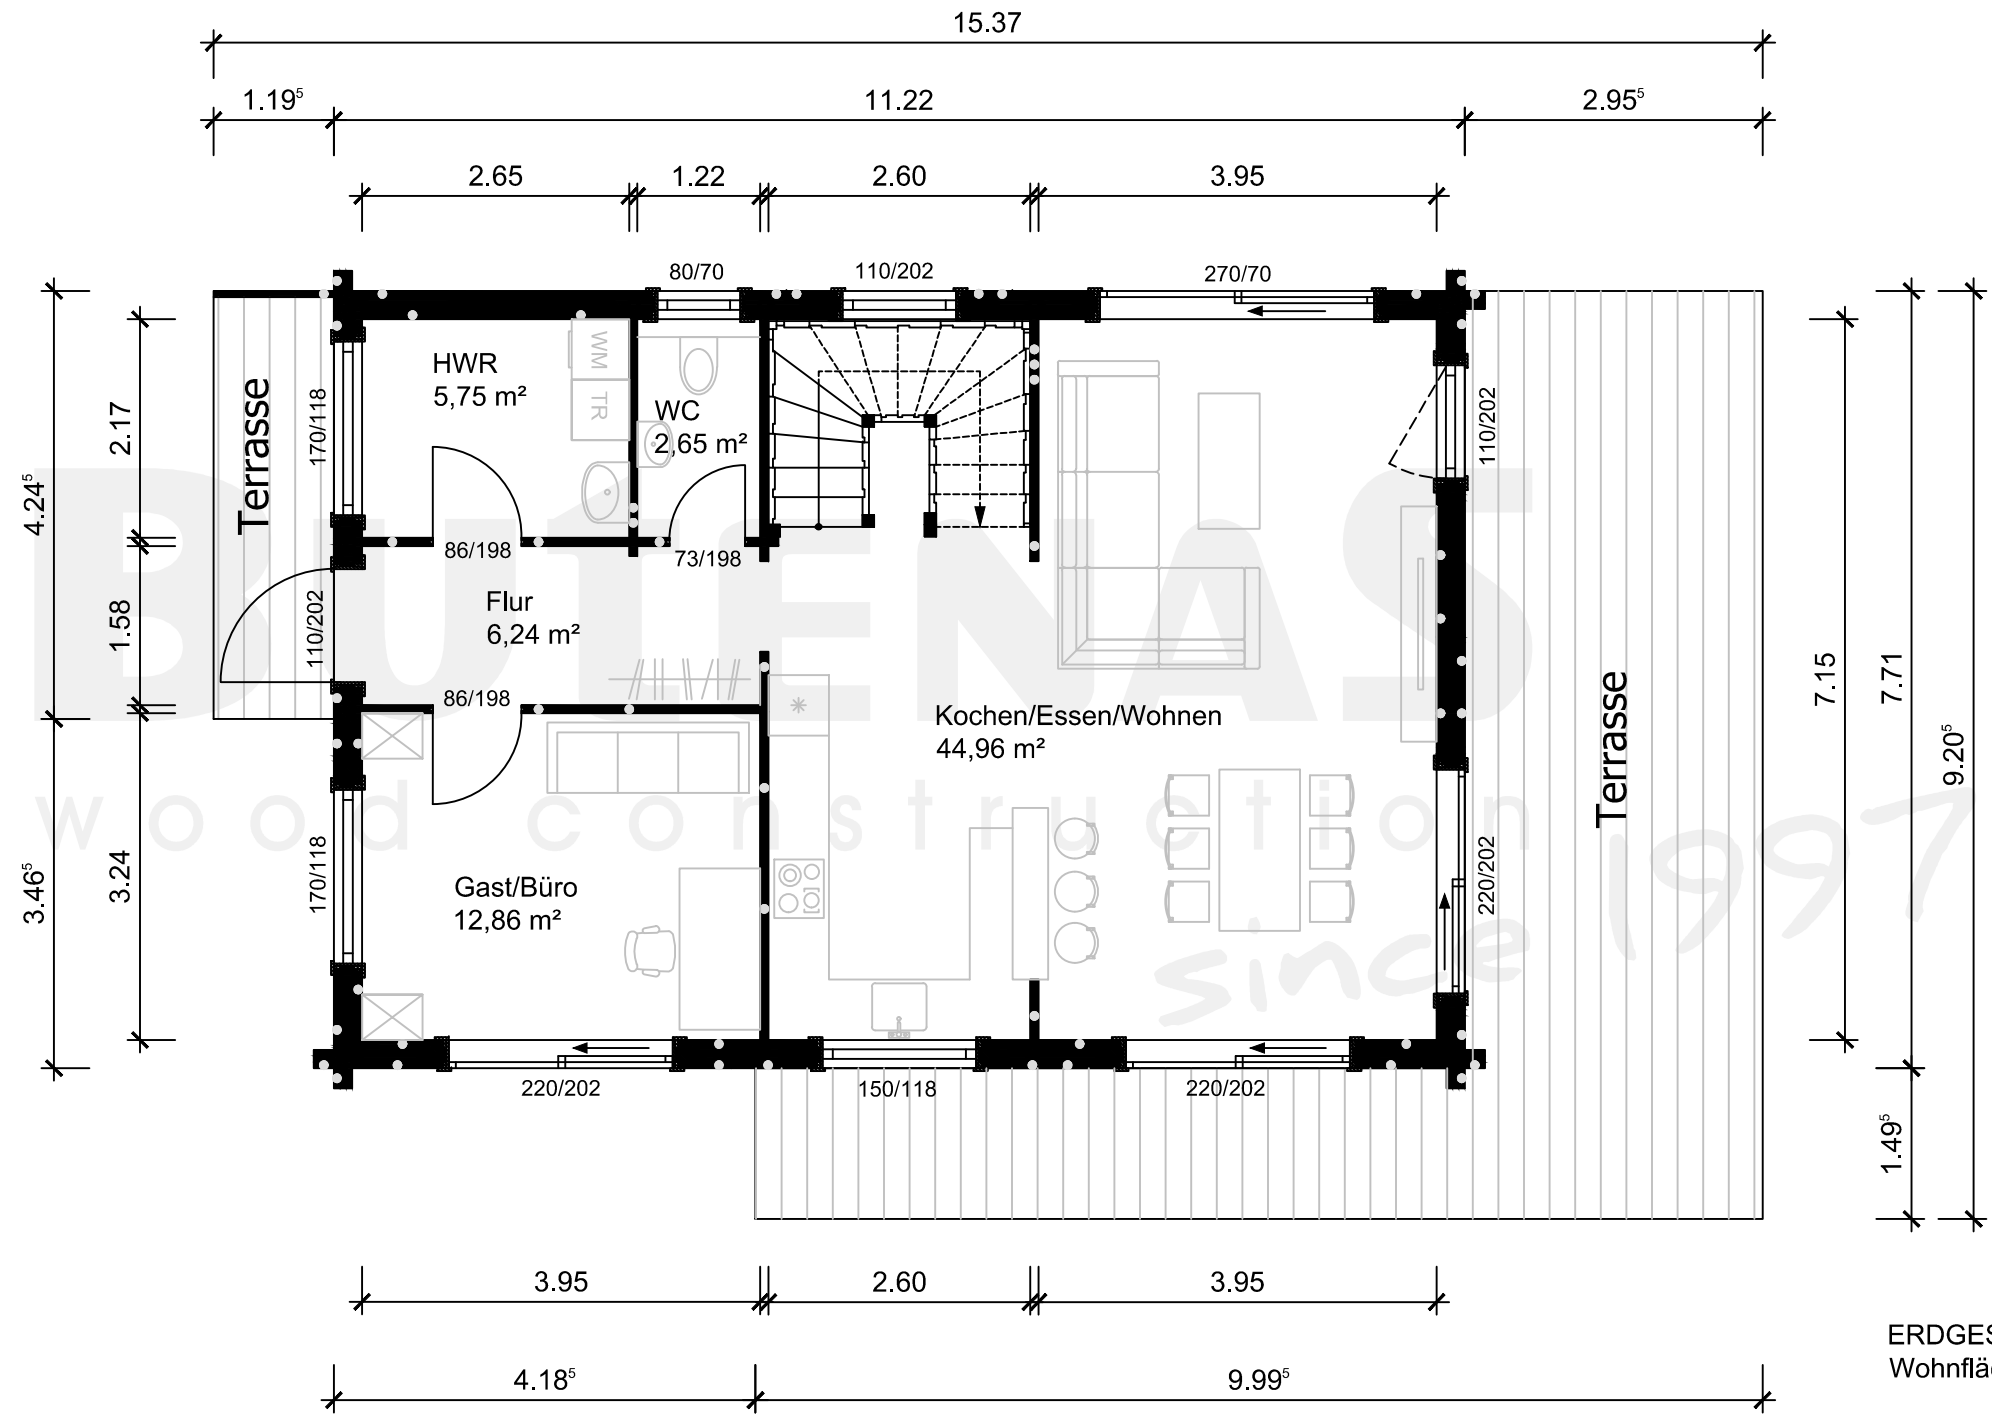 15.37
1.19⁵
11.22
2.95⁵
2.65
1.22
2.60
3.95
80/70
110/202
270/70
HWR
5,75 m²
WM
TR
WC
2,65 m²
Terrasse
170/118
110/202
2.17
4.24⁵
86/198
73/198
Flur
6,24 m²
110/202
1.58
86/198
BUTENAS
wood construction
since 1997
Kochen/Essen/Wohnen
44,96 m²
Terrasse
7.15
7.71
9.20⁵
Gast/Büro
12,86 m²
170/118
3.24
3.46⁵
220/202
220/202
150/118
220/202
1.49⁵
3.95
2.60
3.95
4.18⁵
9.99⁵
ERDGES
Wohnflä